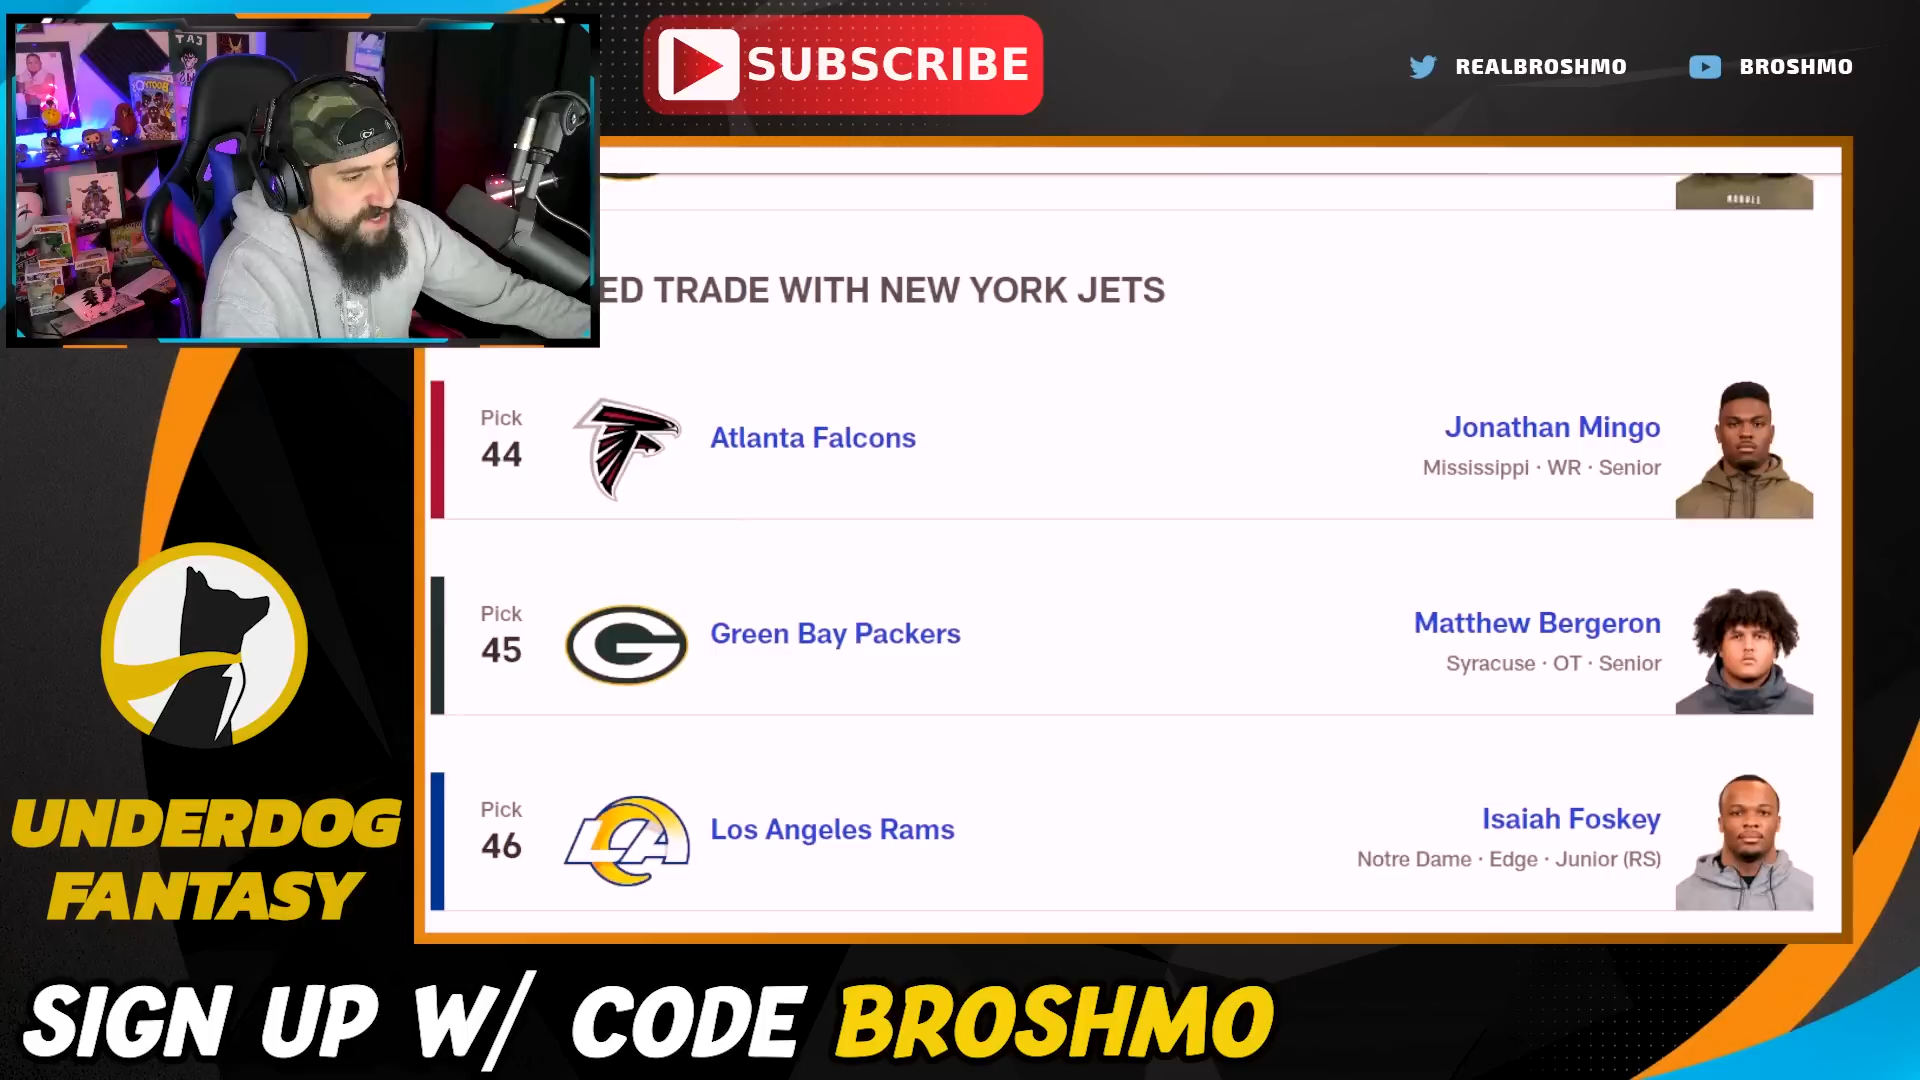 SUBSCRIBE
REALBROSHMO
BROSHMO
ED TRADE WITH NEW YORK JETS
Pick
44
Atlanta Falcons
Jonathan Mingo
Mississippi · WR · Senior
Pick
45
G
Green Bay Packers
Matthew Bergeron
Syracuse · OT · Senior
Pick
46
LA
Los Angeles Rams
Isaiah Foskey
Notre Dame · Edge · Junior (RS)
UNDERDOG
FANTASY
SIGN UP W/ CODE BROSHMO